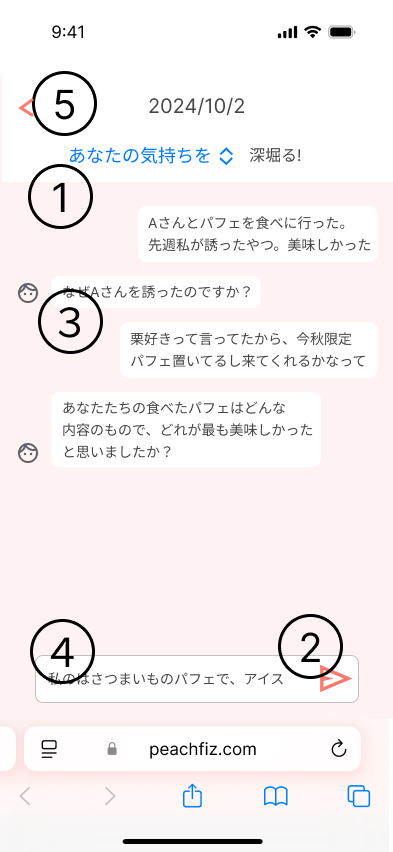 9:41
5
2024/10/2
あなたの気持ちを 深堀る!
1
Aさんとパフェを食べに行った。
先週私が誘ったやつ。美味しかった
なぜAさんを誘ったのですか？
3
栗好きって言ってたから、今秋限定
パフェ置いてるし来てくれるかなって
あなたたちの食べたパフェはどんな
内容のもので、どれが最も美味しかった
と思いましたか？
4
2
私のはさつまいものパフェで、アイス
peachfiz.com